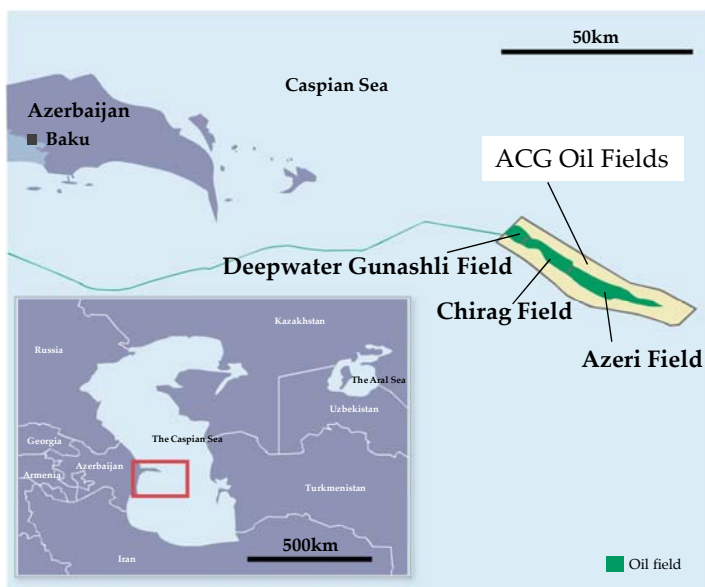 50km
Caspian Sea
Azerbaijan
Baku
ACG Oil Fields
Deepwater Gunashli Field
Chirag Field
Azeri Field
Kazakhstan
Russia
The Aral Sea
Uzbekistan
The Caspian Sea
Georgia
Azerbaijan
Armenia
Turkmenistan
500km
Iran
Oil field